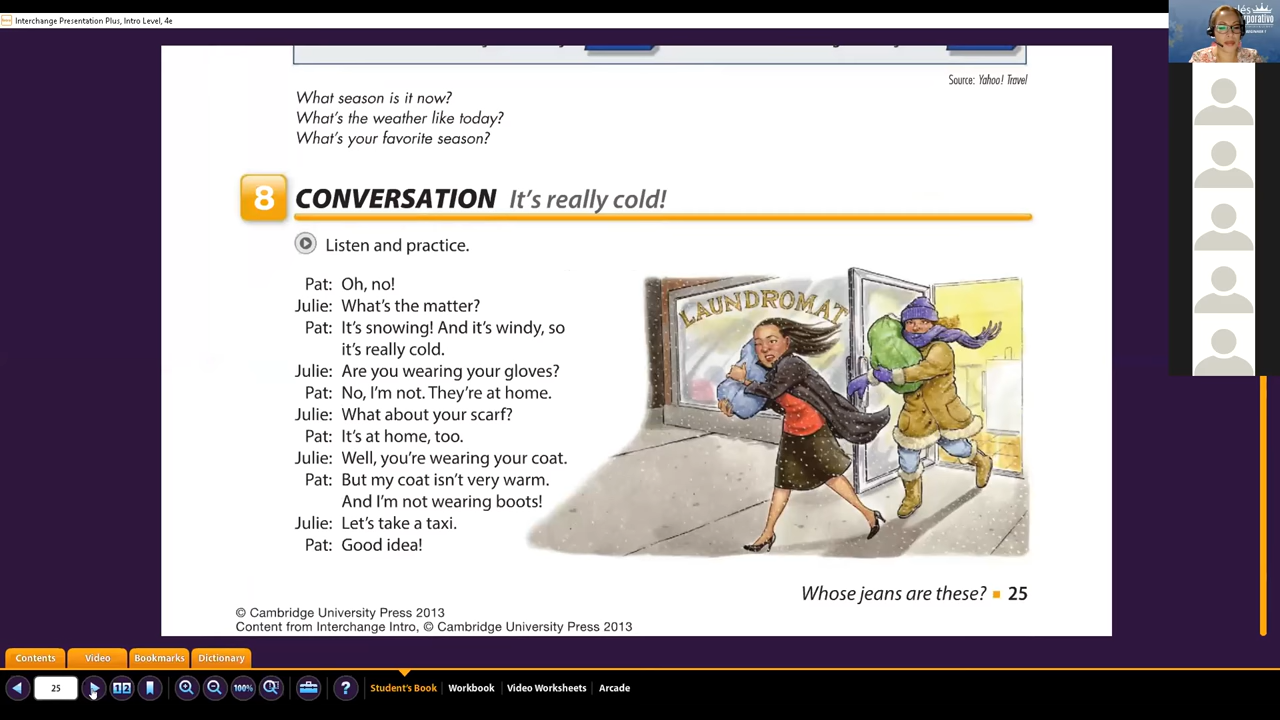 Interchange Presentation Plus, Intro Level, 4e
Source: Yahoo! Travel
What season is it now?
What's the weather like today?
What's your favorite season?
8 CONVERSATION It's really cold!
Listen and practice.
Pat: Oh, no!
Julie: What's the matter?
Pat: It's snowing! And it's windy, so
it's really cold.
Julie: Are you wearing your gloves?
Pat: No, I'm not. They're at home.
Julie: What about your scarf?
Pat: It's at home, too.
Julie: Well, you're wearing your coat.
Pat: But my coat isn't very warm.
And I'm not wearing boots!
Julie: Let's take a taxi.
Pat: Good idea!
LAUNDROMAT
Whose jeans are these? ■ 25
© Cambridge University Press 2013
Content from Interchange Intro, © Cambridge University Press 2013
Contents Video Bookmarks Dictionary
25 1 2 100% ? Student's Book Workbook Video Worksheets Arcade